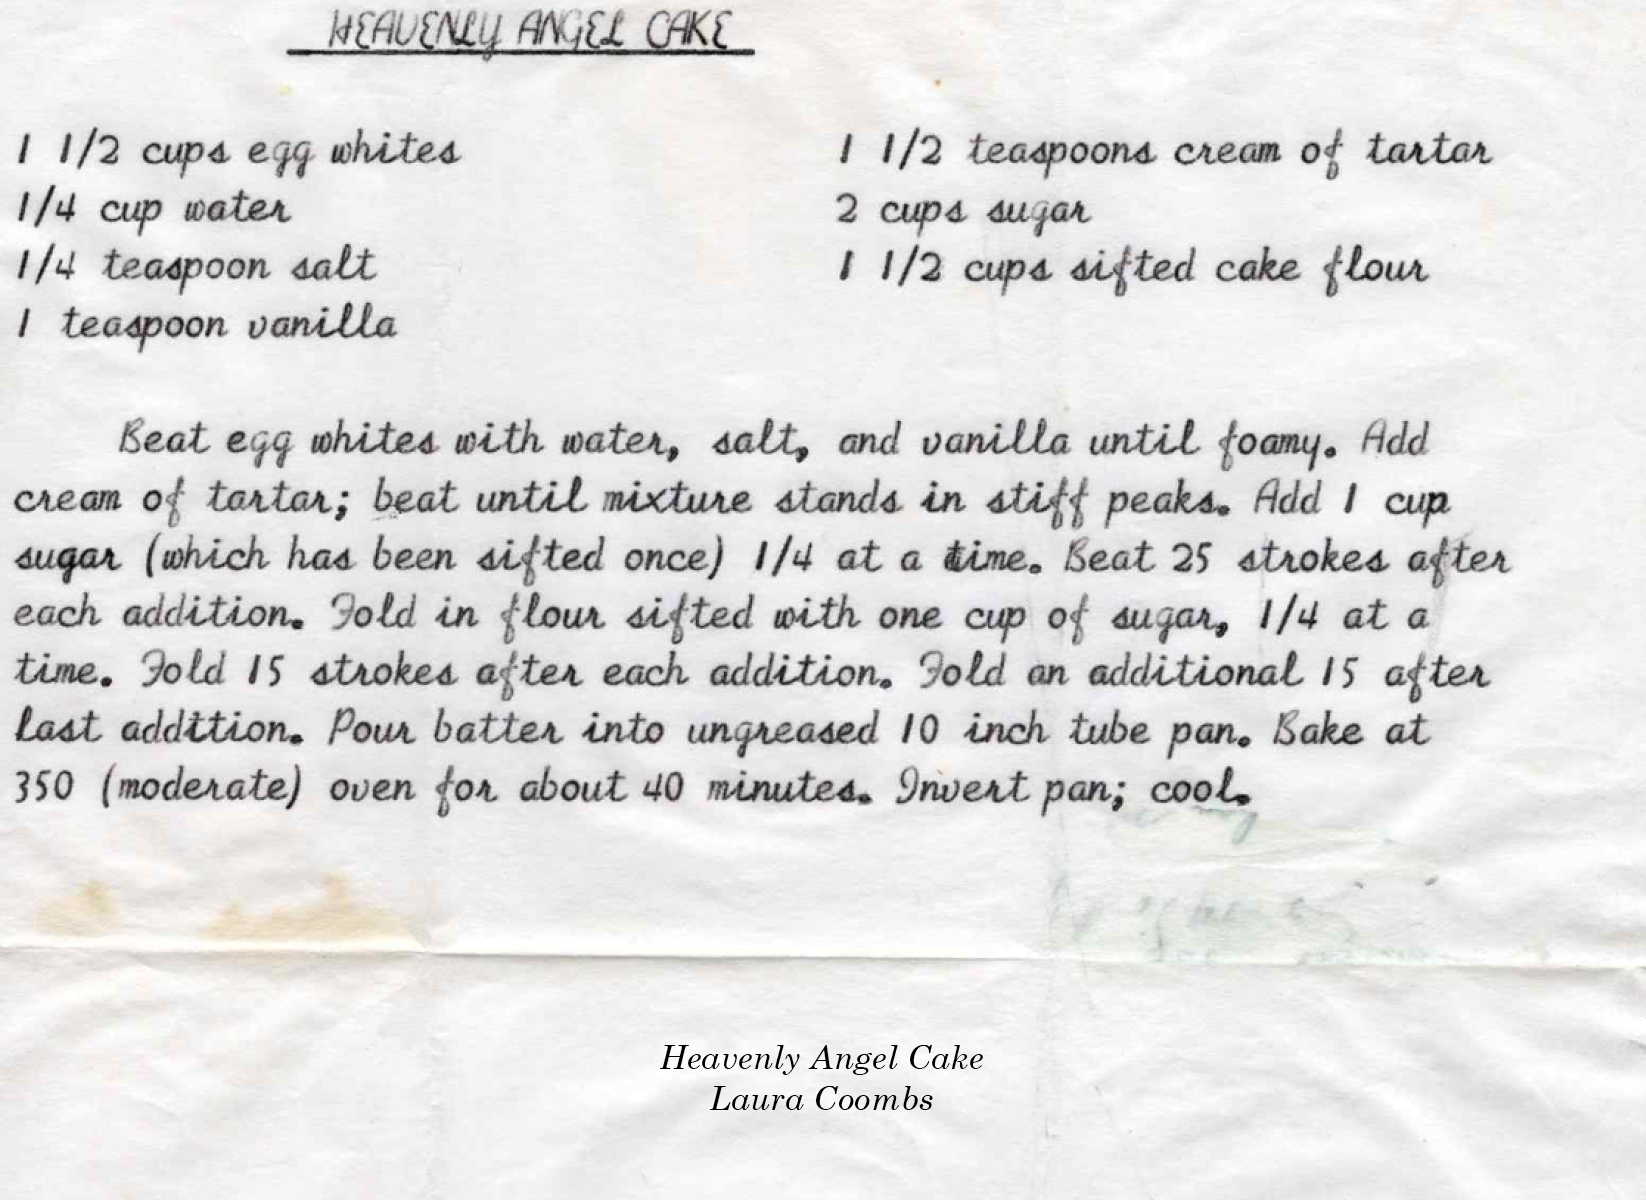 HEAVENLY ANGEL CAKE
1 1/2 cups egg whites
1/4 cup water
1/4 teaspoon salt
1 teaspoon vanilla
1 1/2 teaspoons cream of tartar
2 cups sugar
1 1/2 cups sifted cake flour
Beat egg whites with water, salt, and vanilla until foamy. Add
cream of tartar; beat until mixture stands in stiff peaks. Add 1 cup
sugar (which has been sifted once) 1/4 at a time. Beat 25 strokes after
each addition. Fold in flour sifted with one cup of sugar, 1/4 at a
time. Fold 15 strokes after each addition. Fold an additional 15 after
last addition. Pour batter into ungreased 10 inch tube pan. Bake at
350 (moderate) oven for about 40 minutes. Invert pan; cool.
Heavenly Angel Cake
Laura Coombs